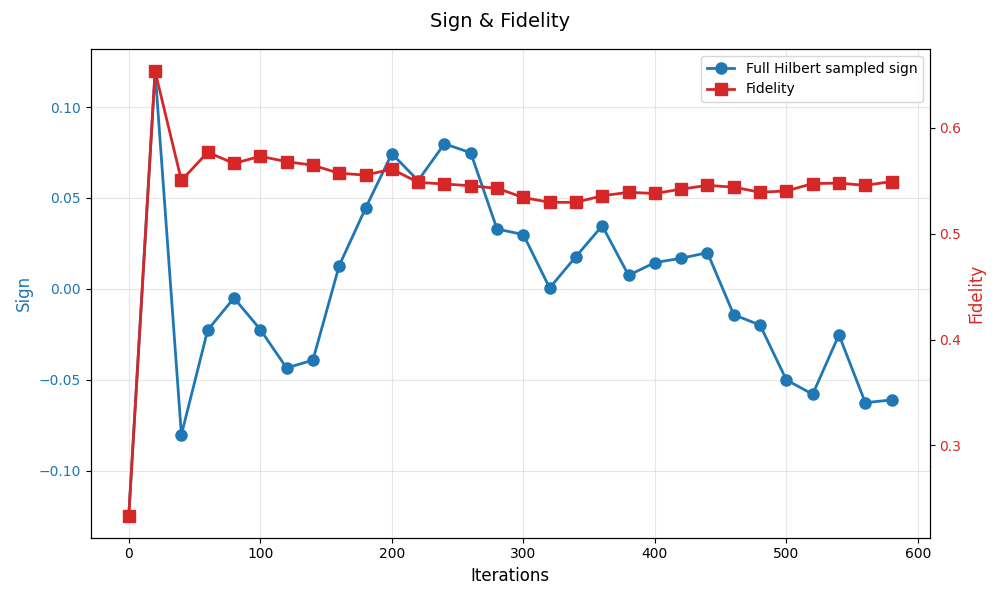 Sign & Fidelity
Full Hilbert sampled sign
Fidelity
0.10
0.05
0.00
−0.05
−0.10
Sign
0.6
0.5
0.4
0.3
Fidelity
0 100 200 300 400 500 600
Iterations